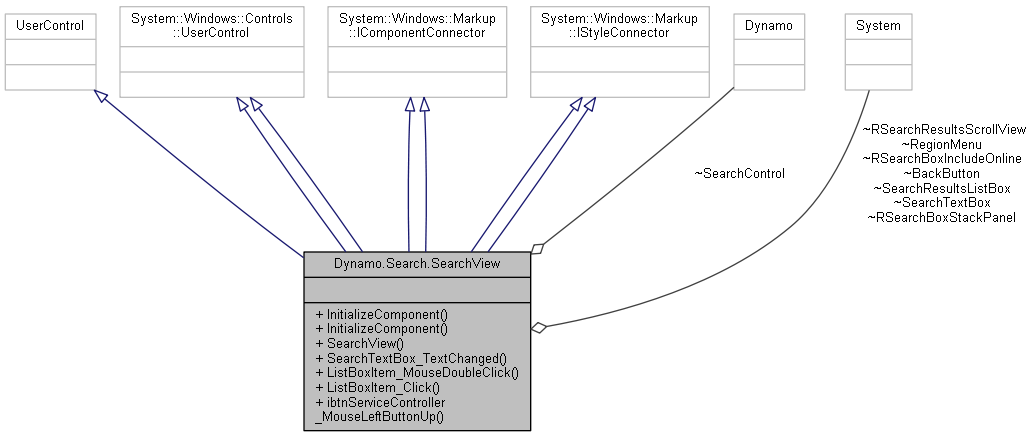 UserControl
System::Windows::Controls
::UserControl
System::Windows::Markup
::IComponentConnector
System::Windows::Markup
::IStyleConnector
Dynamo
System
~SearchControl
~RSearchResultsScrollView
~RegionMenu
~RSearchBoxIncludeOnline
~BackButton
~SearchResultsListBox
~SearchTextBox
~RSearchBoxStackPanel
Dynamo.Search.SearchView
+ InitializeComponent()
+ InitializeComponent()
+ SearchView()
+ SearchTextBox_TextChanged()
+ ListBoxItem_MouseDoubleClick()
+ ListBoxItem_Click()
+ ibtnServiceController
_MouseLeftButtonUp()